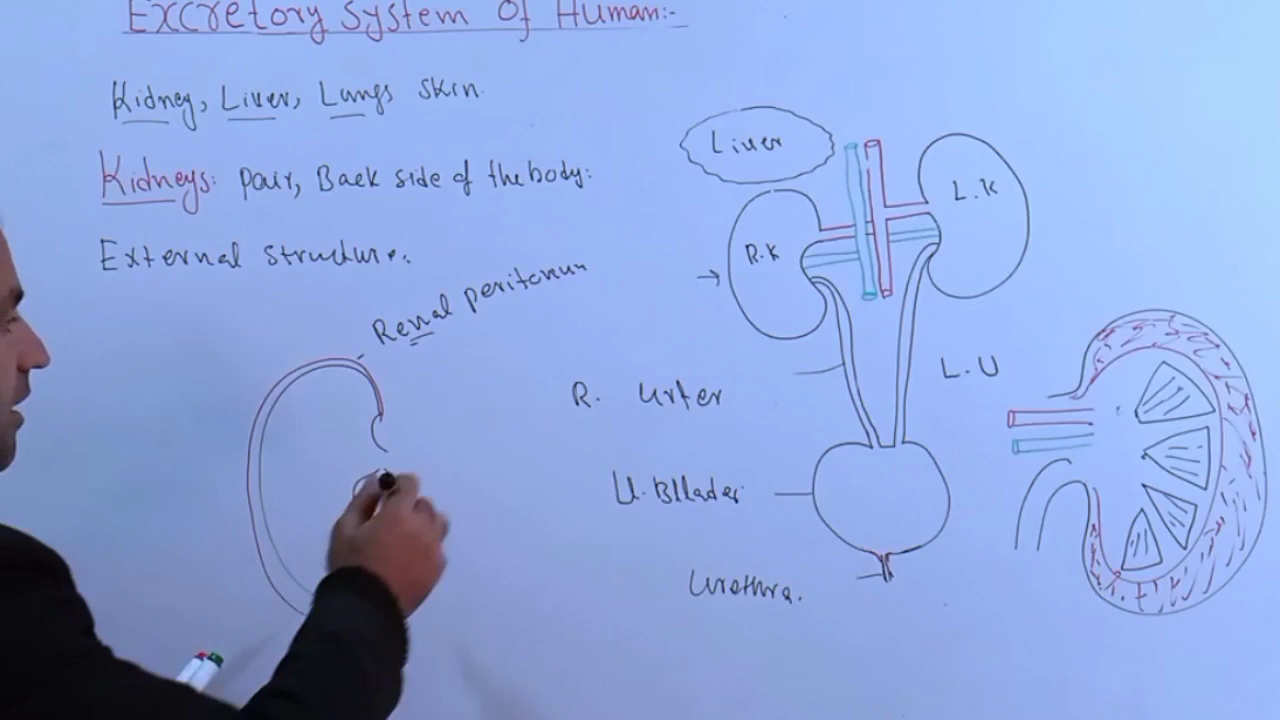 Excretory System Of Human:-
Kidney, Liver, Lungs Skin.
Kidneys: Pair, Back side of the body:
External structure.
Renal peritonum
Liver
L.K
R.K
R. Urter
L.U
U. Bllader
Urethra.